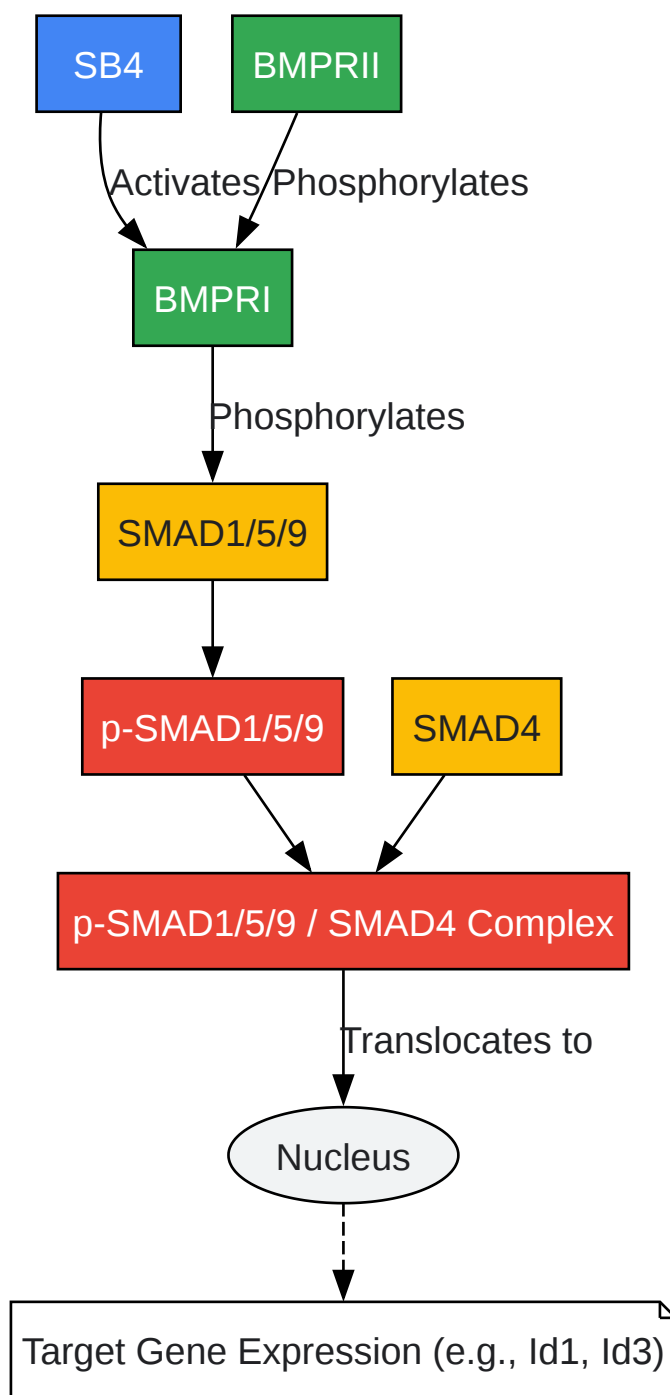 SB4
BMPRII
Activates
Phosphorylates
BMPRI
Phosphorylates
SMAD1/5/9
p-SMAD1/5/9
SMAD4
p-SMAD1/5/9 / SMAD4 Complex
Translocates to
Nucleus
Target Gene Expression (e.g., Id1, Id3)